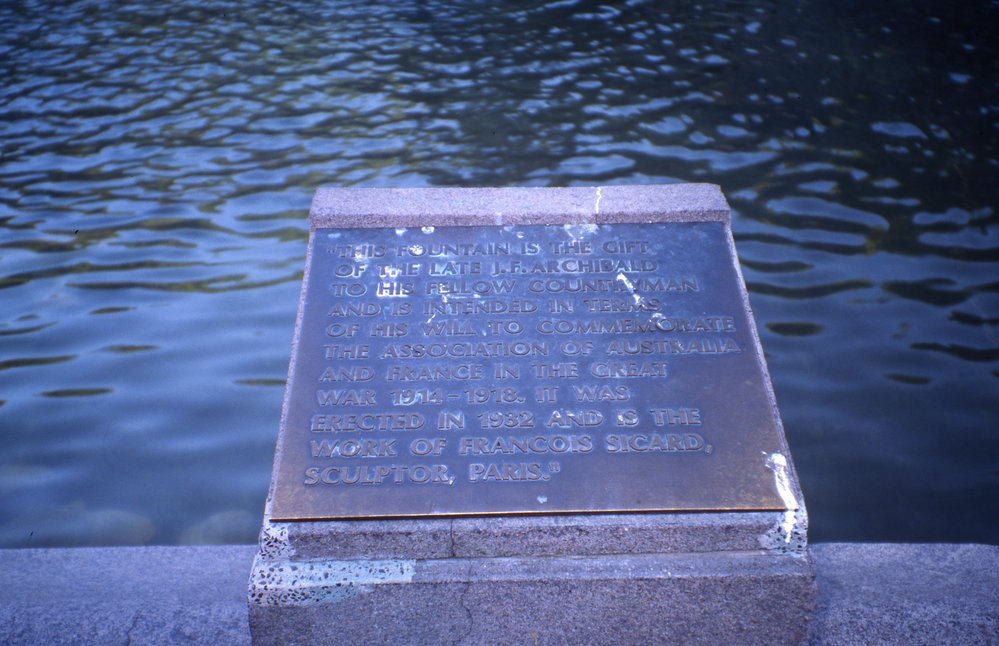 "THIS FOUNTAIN IS THE GIFT
OF THE LATE J.F. ARCHIBALD
TO HIS FELLOW COUNTRYMAN
AND IS INTENDED IN TERMS
OF HIS WILL TO COMMEMORATE
THE ASSOCIATION OF AUSTRALIA
AND FRANCE IN THE GREAT
WAR 1914-1918. IT WAS
ERECTED IN 1932 AND IS THE
WORK OF FRANCOIS SICARD,
SCULPTOR, PARIS."